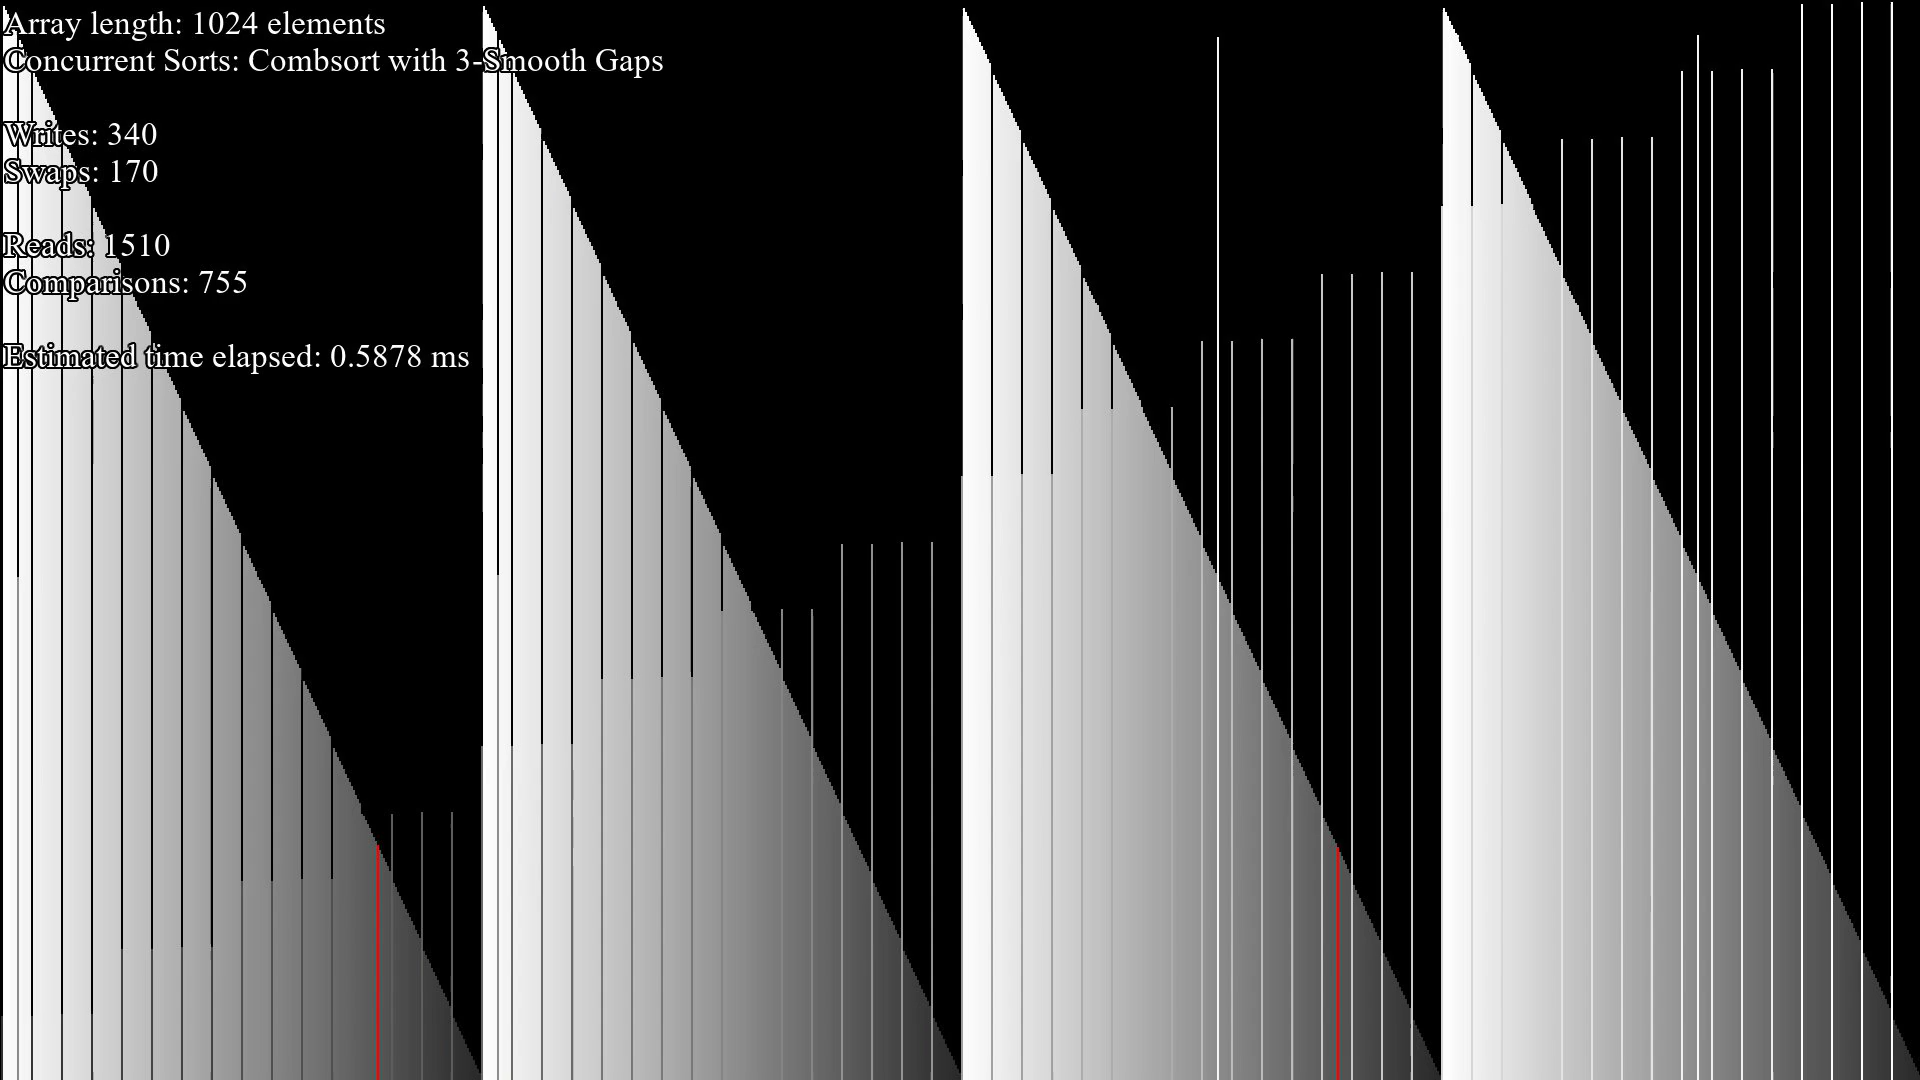 Array length: 1024 elements
Concurrent Sorts: Combsort with 3-Smooth Gaps
Writes: 340
Swaps: 170
Reads: 1510
Comparisons: 755
Estimated time elapsed: 0.5878 ms